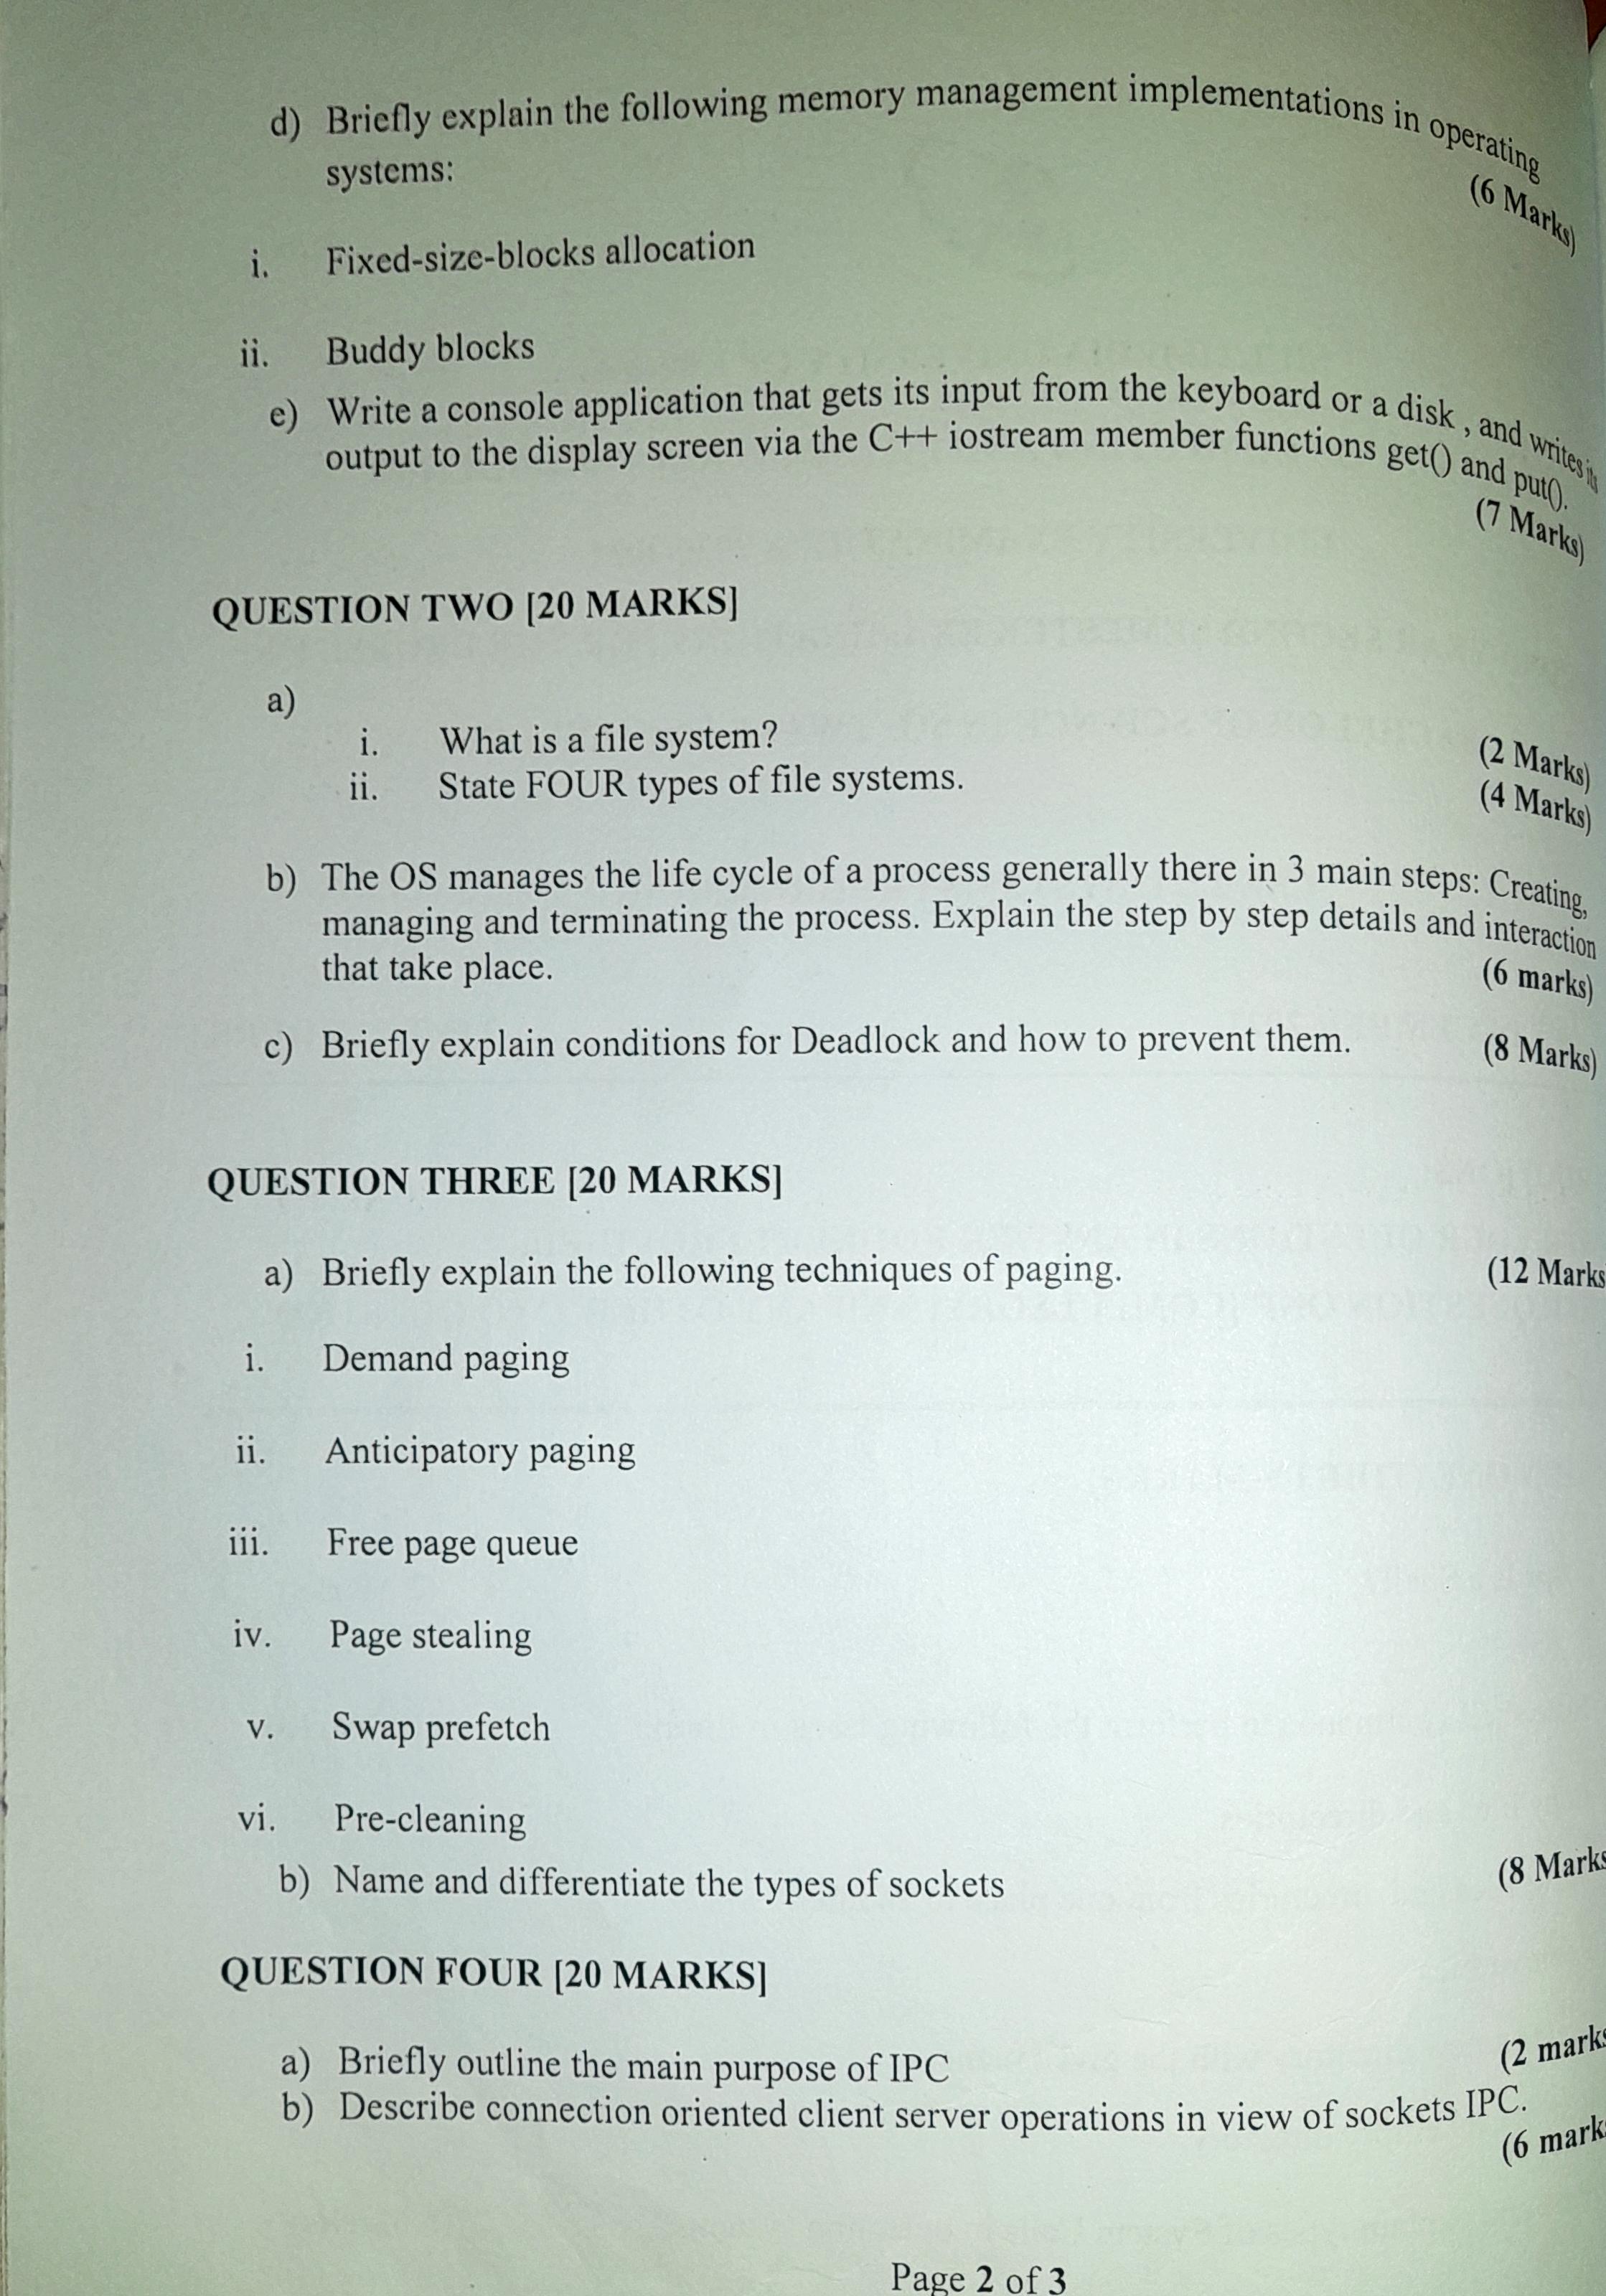 d) Briefly explain the following memory management implementations in operating
systems:
(6 Marks)
i. Fixed-size-blocks allocation
ii. Buddy blocks
e) Write a console application that gets its input from the keyboard or a disk , and writes its
output to the display screen via the C++ iostream member functions get() and put().
(7 Marks)
QUESTION TWO [20 MARKS]
a)
i. What is a file system? (2 Marks)
ii. State FOUR types of file systems. (4 Marks)
b) The OS manages the life cycle of a process generally there in 3 main steps: Creating,
managing and terminating the process. Explain the step by step details and interaction
that take place. (6 marks)
c) Briefly explain conditions for Deadlock and how to prevent them. (8 Marks)
QUESTION THREE [20 MARKS]
a) Briefly explain the following techniques of paging. (12 Marks
i. Demand paging
ii. Anticipatory paging
iii. Free page queue
iv. Page stealing
v. Swap prefetch
vi. Pre-cleaning
b) Name and differentiate the types of sockets (8 Marks
QUESTION FOUR [20 MARKS]
a) Briefly outline the main purpose of IPC (2 marks
b) Describe connection oriented client server operations in view of sockets IPC.
(6 marks
Page 2 of 3